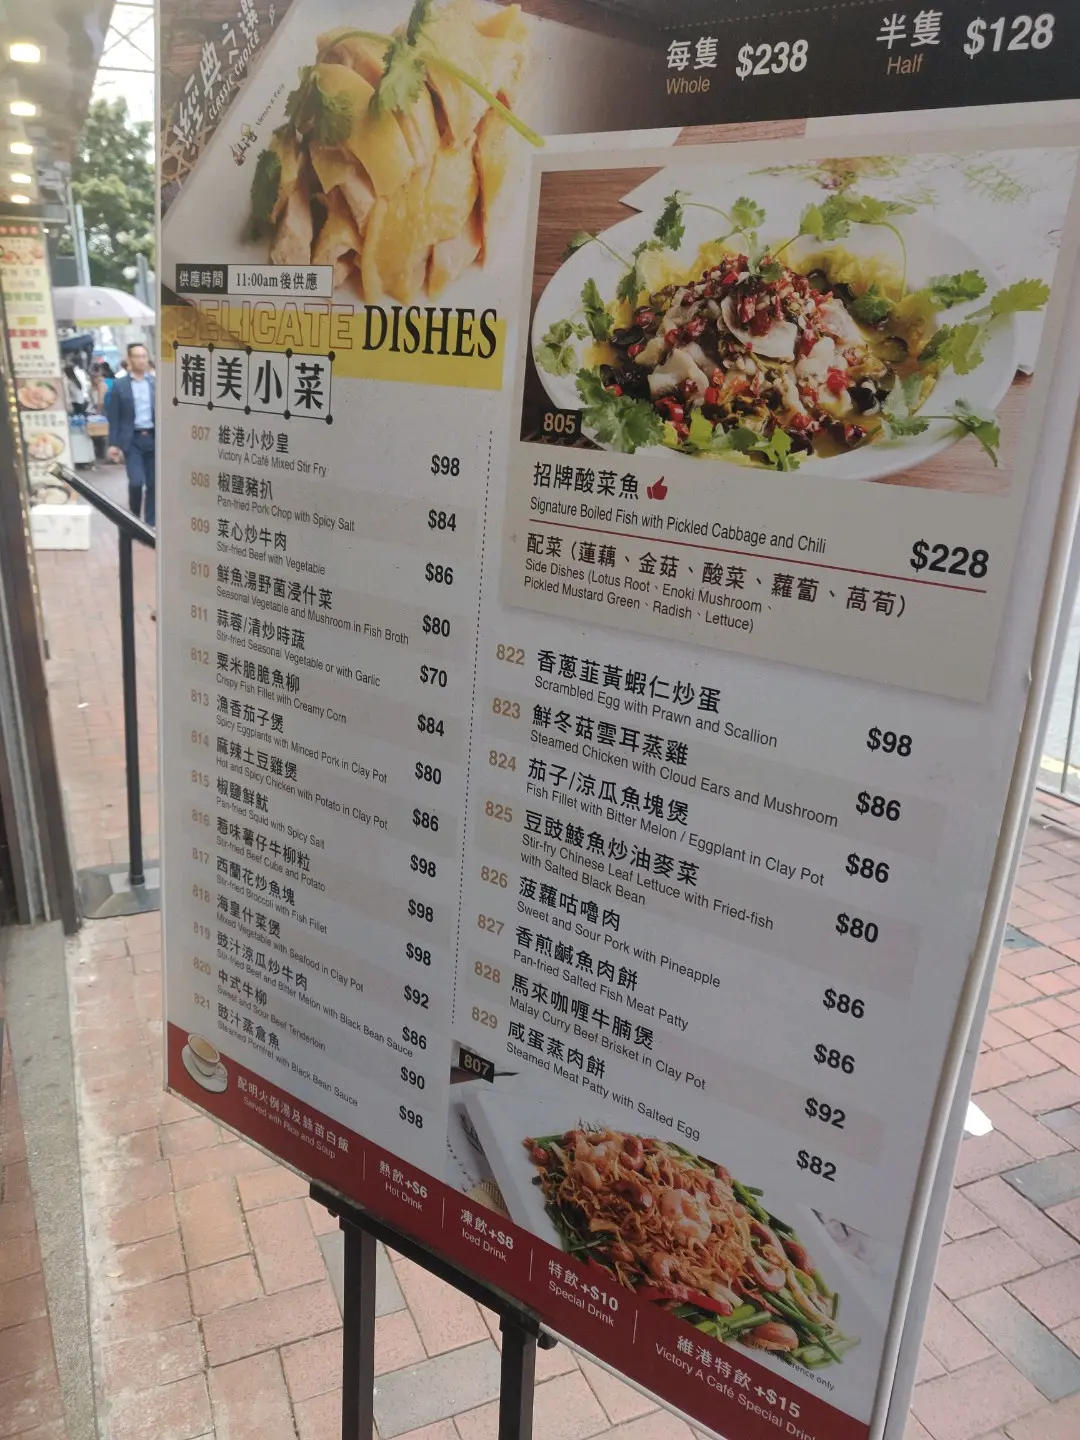 經典之選
CLASSIC CHOICE
每隻 $238
Whole
半隻 $128
Half
供應時間 11:00am後供應
DELICATE DISHES
精美小菜
807 維港小炒皇 $98
Victory A Café Mixed Stir Fry
808 椒鹽豬扒 $84
Pan-fried Pork Chop with Spicy Salt
809 菜心炒牛肉 $86
Stir-fried Beef with Vegetable
810 鮮魚湯野菌浸什菜 $80
Seasonal Vegetable and Mushroom in Fish Broth
811 蒜蓉/清炒時蔬 $70
Stir-fried Seasonal Vegetable or with Garlic
812 粟米脆脆魚柳 $84
Crispy Fish Fillet with Creamy Corn
813 漁香茄子煲 $80
Spicy Eggplants with Minced Pork in Clay Pot
814 麻辣土豆雞煲 $86
Hot and Spicy Chicken with Potato in Clay Pot
815 椒鹽鮮魷 $98
Pan-fried Squid with Spicy Salt
816 惹味薯仔牛柳粒 $98
Stir-fried Beef Cube and Potato
817 西蘭花炒魚塊 $98
Stir-fried Broccoli with Fish Fillet
818 海皇什菜煲 $92
Mixed Vegetable with Seafood in Clay Pot
819 豉汁涼瓜炒牛肉 $86
Stir-fried Beef and Bitter Melon with Black Bean Sauce
820 中式牛柳 $90
Sweet and Sour Beef Tenderloin
821 豉汁蒸倉魚 $98
Steamed Pomfret with Black Bean Sauce
805
招牌酸菜魚
Signature Boiled Fish with Pickled Cabbage and Chili
$228
配菜（蓮藕、金菇、酸菜、蘿蔔、萵荀）
Side Dishes (Lotus Root、Enoki Mushroom、
Pickled Mustard Green、Radish、Lettuce)
822 香蔥韮黃蝦仁炒蛋 $98
Scrambled Egg with Prawn and Scallion
823 鮮冬菇雲耳蒸雞 $86
Steamed Chicken with Cloud Ears and Mushroom
824 茄子/涼瓜魚塊煲 $86
Fish Fillet with Bitter Melon / Eggplant in Clay Pot
825 豆豉鯪魚炒油麥菜 $80
Stir-fry Chinese Leaf Lettuce with Fried-fish
with Salted Black Bean
826 菠蘿咕嚕肉 $86
Sweet and Sour Pork with Pineapple
827 香煎鹹魚肉餅 $86
Pan-fried Salted Fish Meat Patty
828 馬來咖喱牛腩煲 $92
Malay Curry Beef Brisket in Clay Pot
829 咸蛋蒸肉餅 $82
Steamed Meat Patty with Salted Egg
807
配明火例湯及絲苗白飯
Served with Rice and Soup
熱飲+$6
Hot Drink
凍飲+$8
Iced Drink
特飲+$10
Special Drink
維港特飲+$15
Victory A Café Special Drin